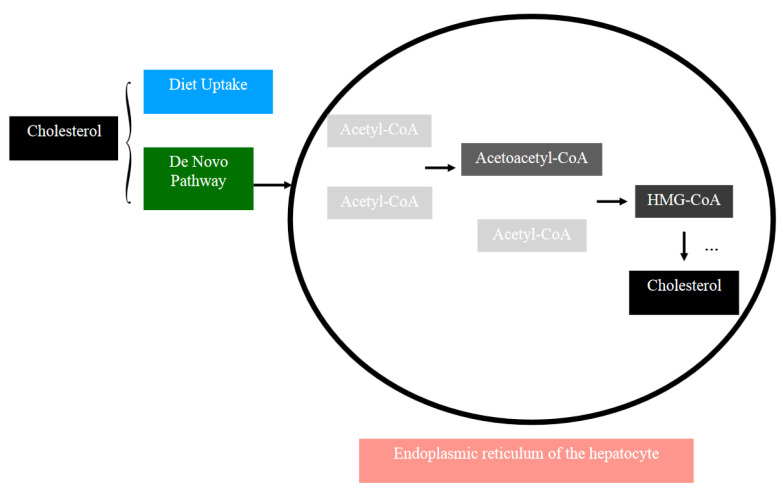 Diet Uptake
Cholesterol
De Novo
Pathway
Acetyl-CoA
Acetoacetyl-CoA
Acetyl-CoA
HMG-CoA
Acetyl-CoA
...
Cholesterol
Endoplasmic reticulum of the hepatocyte